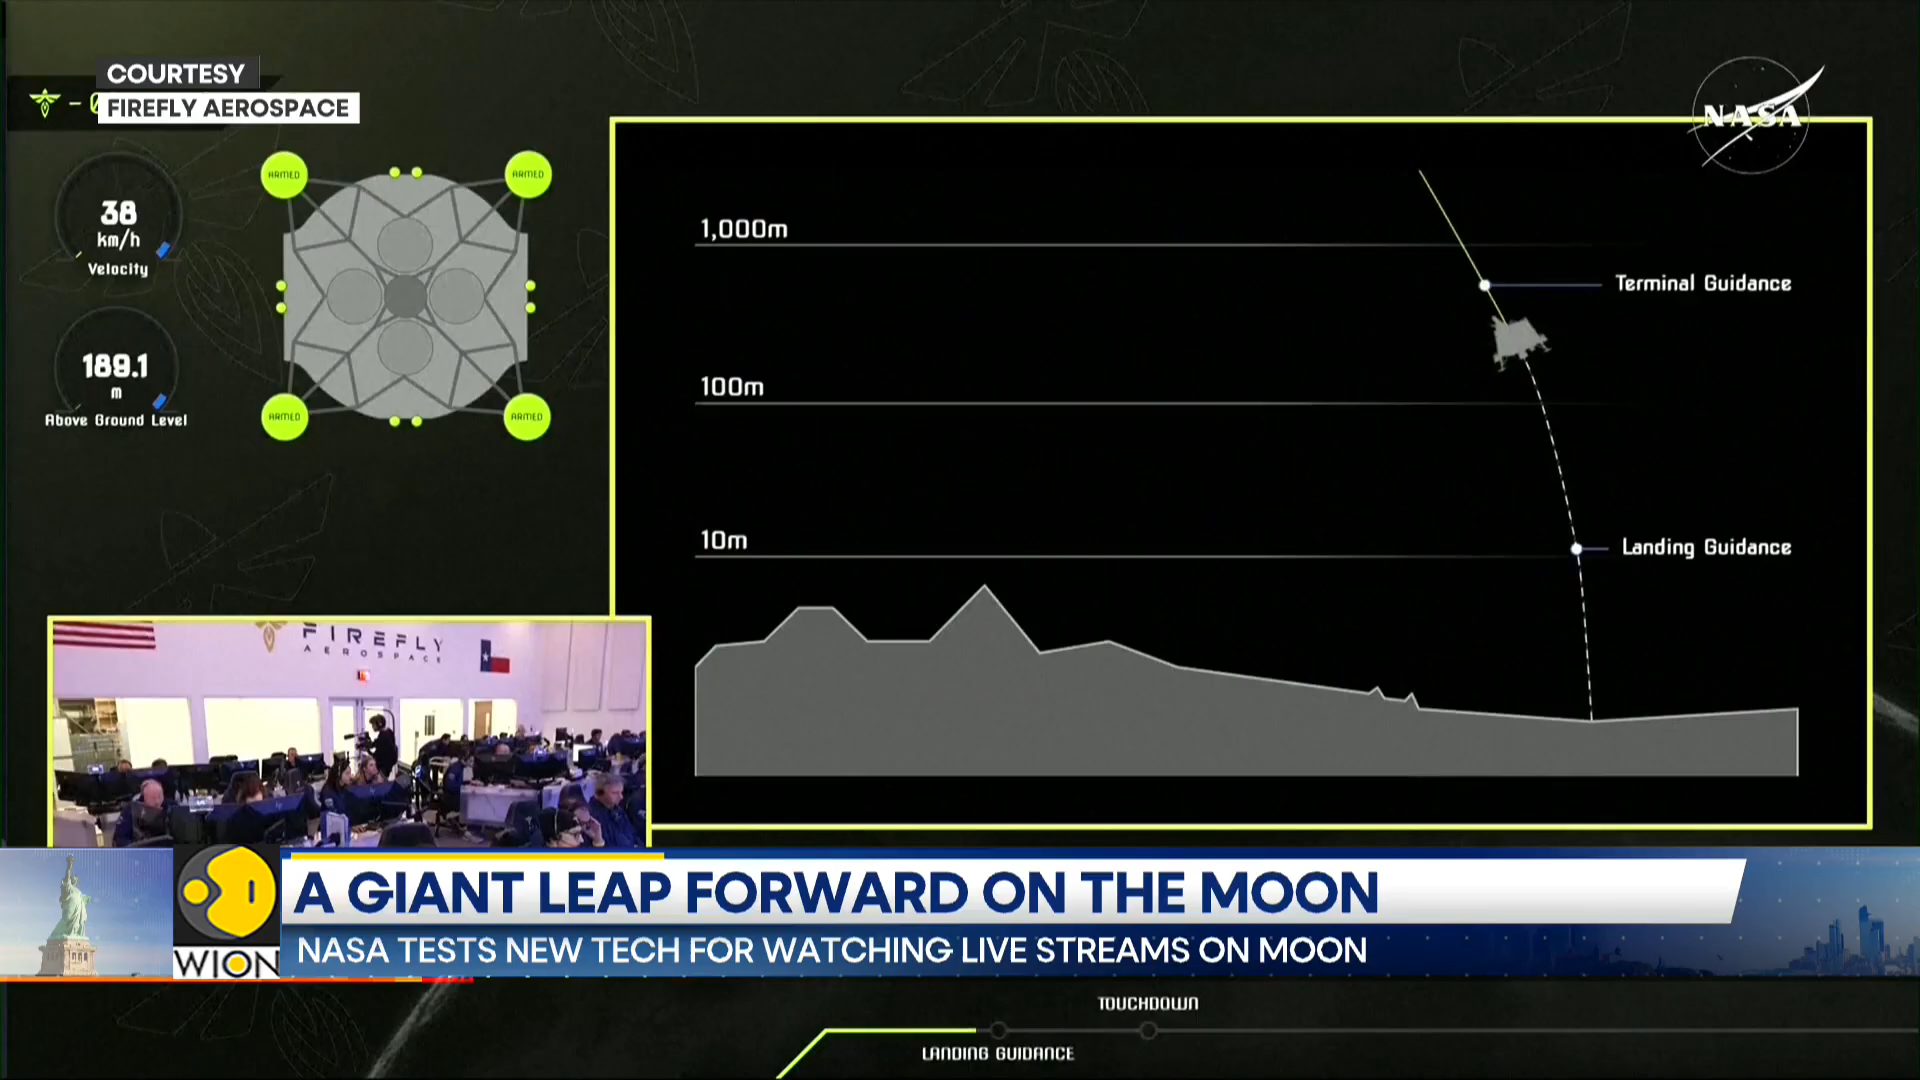 COURTESY
FIREFLY AEROSPACE
NASA
38
km/h
Velocity
ARMED
ARMED
1,000m
Terminal Guidance
189.1
m
Above Ground Level
100m
ARMED
ARMED
10m
Landing Guidance
FIREFLY
AEROSPACE
A GIANT LEAP FORWARD ON THE MOON
NASA TESTS NEW TECH FOR WATCHING LIVE STREAMS ON MOON
WION
TOUCHDOWN
LANDING GUIDANCE